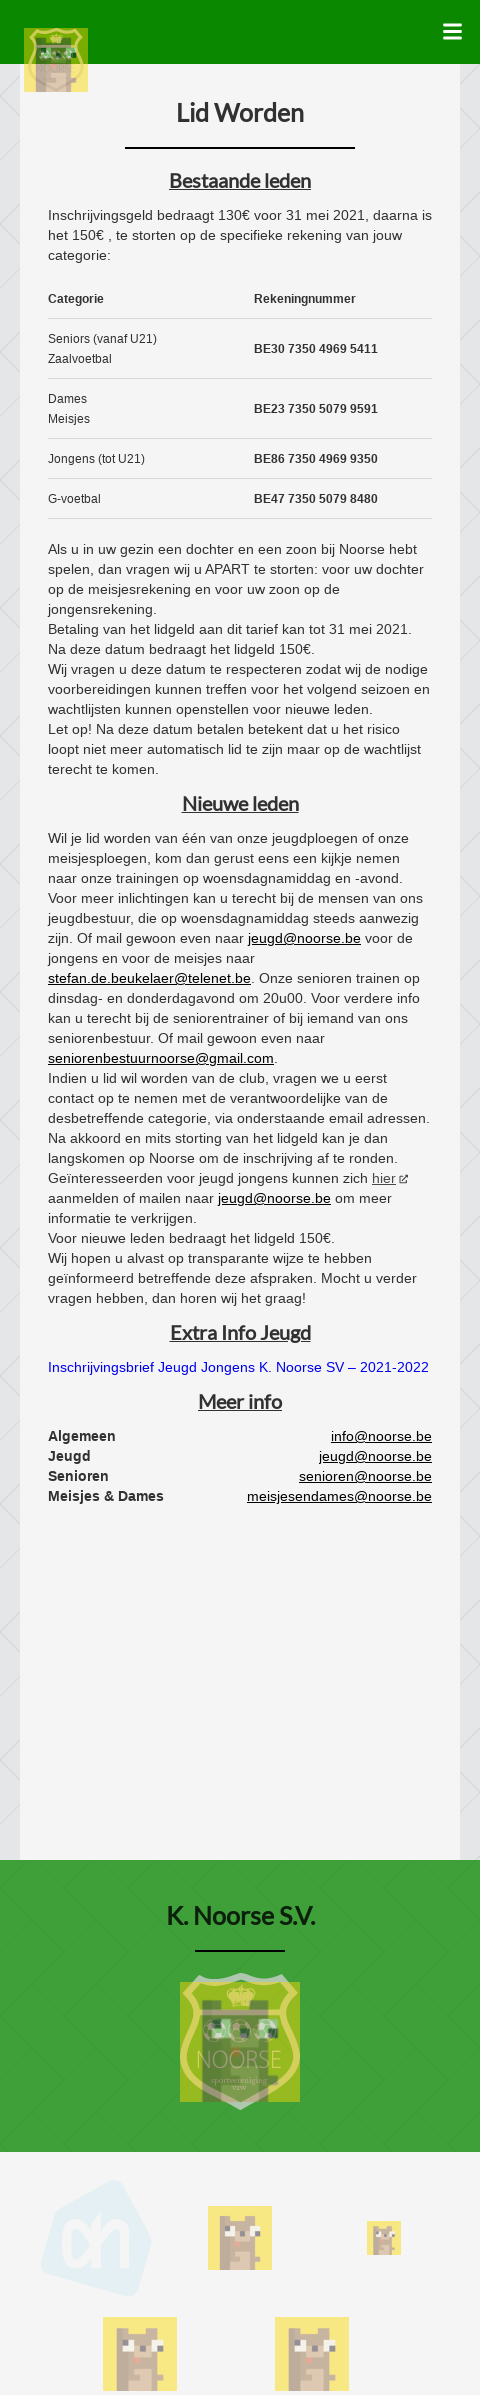 Lid Worden
Bestaande leden
Inschrijvingsgeld bedraagt 130€ voor 31 mei 2021, daarna is
het 150€ , te storten op de specifieke rekening van jouw
categorie:
Categorie Rekeningnummer
Seniors (vanaf U21)
Zaalvoetbal
BE30 7350 4969 5411
Dames
Meisjes
BE23 7350 5079 9591
Jongens (tot U21) BE86 7350 4969 9350
G-voetbal BE47 7350 5079 8480
Als u in uw gezin een dochter en een zoon bij Noorse hebt
spelen, dan vragen wij u APART te storten: voor uw dochter
op de meisjesrekening en voor uw zoon op de
jongensrekening.
Betaling van het lidgeld aan dit tarief kan tot 31 mei 2021.
Na deze datum bedraagt het lidgeld 150€.
Wij vragen u deze datum te respecteren zodat wij de nodige
voorbereidingen kunnen treffen voor het volgend seizoen en
wachtlijsten kunnen openstellen voor nieuwe leden.
Let op! Na deze datum betalen betekent dat u het risico
loopt niet meer automatisch lid te zijn maar op de wachtlijst
terecht te komen.
Nieuwe leden
Wil je lid worden van één van onze jeugdploegen of onze
meisjesploegen, kom dan gerust eens een kijkje nemen
naar onze trainingen op woensdagnamiddag en -avond.
Voor meer inlichtingen kan u terecht bij de mensen van ons
jeugdbestuur, die op woensdagmiddag steeds aanwezig
zijn. Of mail gewoon even naar jeugd@noorse.be voor de
jongens en voor de meisjes naar
stefan.de.beukelaer@telenet.be. Onze senioren trainen op
dinsdag- en donderdagavond om 20u00. Voor verdere info
kan u terecht bij de seniorentrainer of bij iemand van ons
seniorenbestuur. Of mail gewoon even naar
seniorenbestuurnoorse@gmail.com.
Indien u lid wil worden van de club, vragen we u eerst
contact op te nemen met de verantwoordelijke van de
desbetreffende categorie, via onderstaande email adressen.
Na akkoord en mits storting van het lidgeld kan je dan
langskomen op Noorse om de inschrijving af te ronden.
Geïnteresseerden voor jeugd jongens kunnen zich hier
aanmelden of mailen naar jeugd@noorse.be om meer
informatie te verkrijgen.
Voor nieuwe leden bedraagt het lidgeld 150€.
Wij hopen u alvast op transparante wijze te hebben
geïnformeerd betreffende deze afspraken. Mocht u verder
vragen hebben, dan horen wij het graag!
Extra Info Jeugd
Inschrijvingsbrief Jeugd Jongens K. Noorse SV – 2021-2022
Meer info
Algemeen info@noorse.be
Jeugd jeugd@noorse.be
Senioren senioren@noorse.be
Meisjes & Dames meisjesendames@noorse.be
K. Noorse S.V.
NOORSE
sportvereniging
vzw
ah